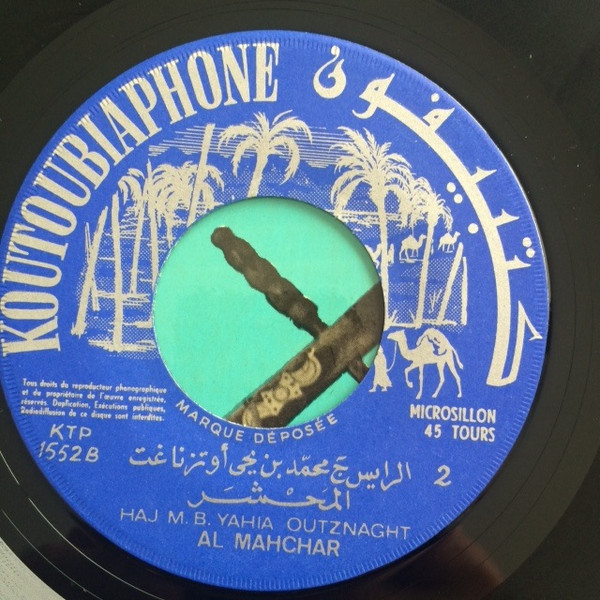 KOUTOUBIAPHONE
كتبيفون
Tous droits du reproducteur phonographique
et du propriétaire de l'œuvre enregistrée,
réservés. Duplication, Exécutions publiques,
Radiodiffusion de ce disque sont interdites.
MARQUE DÉPOSÉE
MICROSILLON
45 TOURS
KTP
1552B
الرايس ج محمد بن يحي أوتزناغت
2
المحشر
HAJ M. B. YAHIA OUTZNAGHT
AL MAHCHAR